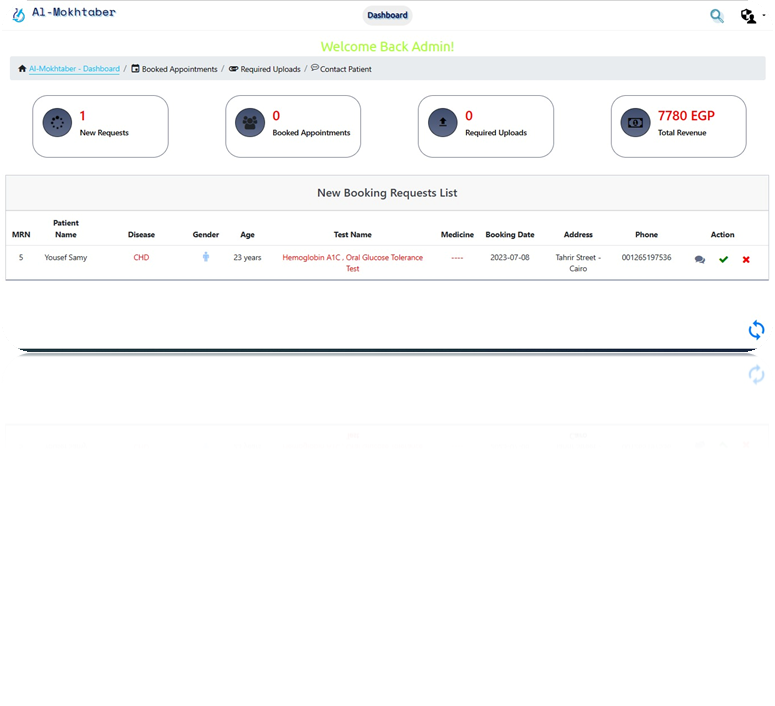 Al-Mokhtaber
Dashboard
Welcome Back Admin!
Al-Mokhtaber - Dashboard / Booked Appointments / Required Uploads / Contact Patient
1
New Requests
0
Booked Appointments
0
Required Uploads
7780 EGP
Total Revenue
New Booking Requests List
MRN Patient Name Disease Gender Age Test Name Medicine Booking Date Address Phone Action
5 Yousef Samy CHD 23 years Hemoglobin A1C , Oral Glucose Tolerance Test ---- 2023-07-08 Tahrir Street - Cairo 001265197536